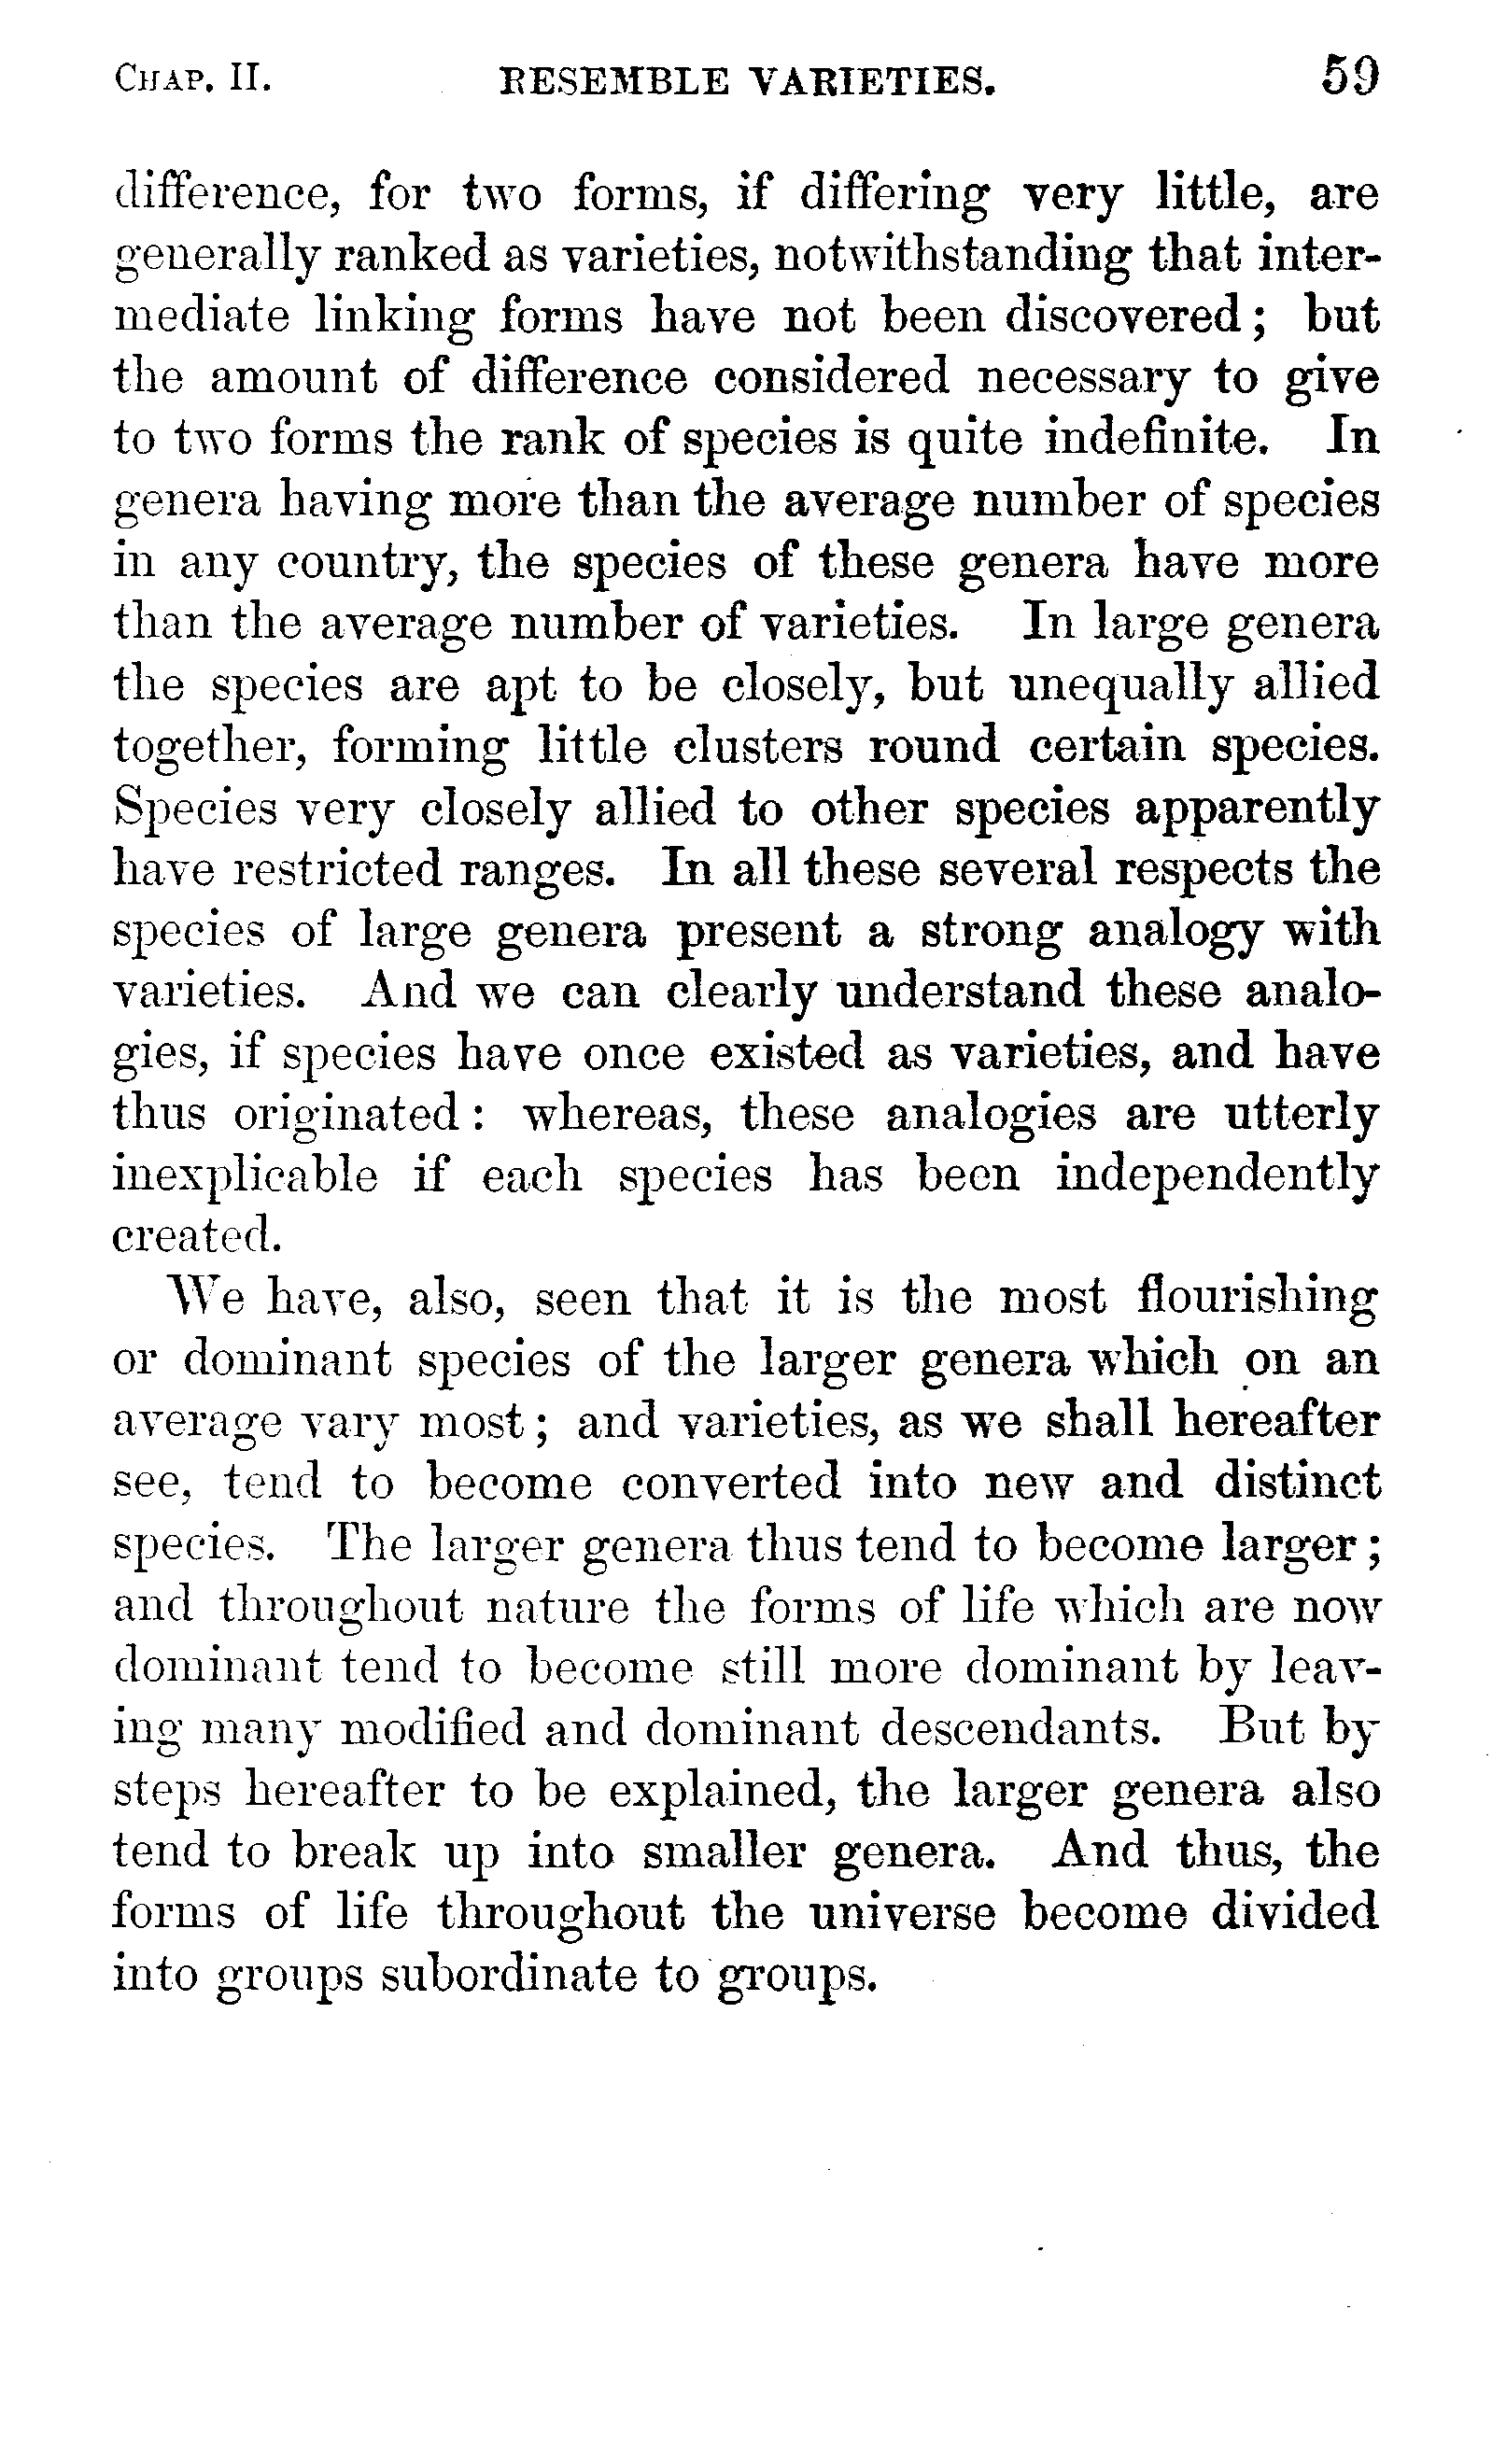 CHAP. II. RESEMBLE VARIETIES. 59
difference, for two forms, if differing very little, are
generally ranked as varieties, notwithstanding that inter-
mediate linking forms have not been discovered; but
the amount of difference considered necessary to give
to two forms the rank of species is quite indefinite. In
genera having more than the average number of species
in any country, the species of these genera have more
than the average number of varieties. In large genera
the species are apt to be closely, but unequally allied
together, forming little clusters round certain species.
Species very closely allied to other species apparently
have restricted ranges. In all these several respects the
species of large genera present a strong analogy with
varieties. And we can clearly understand these analo-
gies, if species have once existed as varieties, and have
thus originated: whereas, these analogies are utterly
inexplicable if each species has been independently
created.
We have, also, seen that it is the most flourishing
or dominant species of the larger genera which on an
average vary most; and varieties, as we shall hereafter
see, tend to become converted into new and distinct
species. The larger genera thus tend to become larger;
and throughout nature the forms of life which are now
dominant tend to become still more dominant by leav-
ing many modified and dominant descendants. But by
steps hereafter to be explained, the larger genera also
tend to break up into smaller genera. And thus, the
forms of life throughout the universe become divided
into groups subordinate to groups.